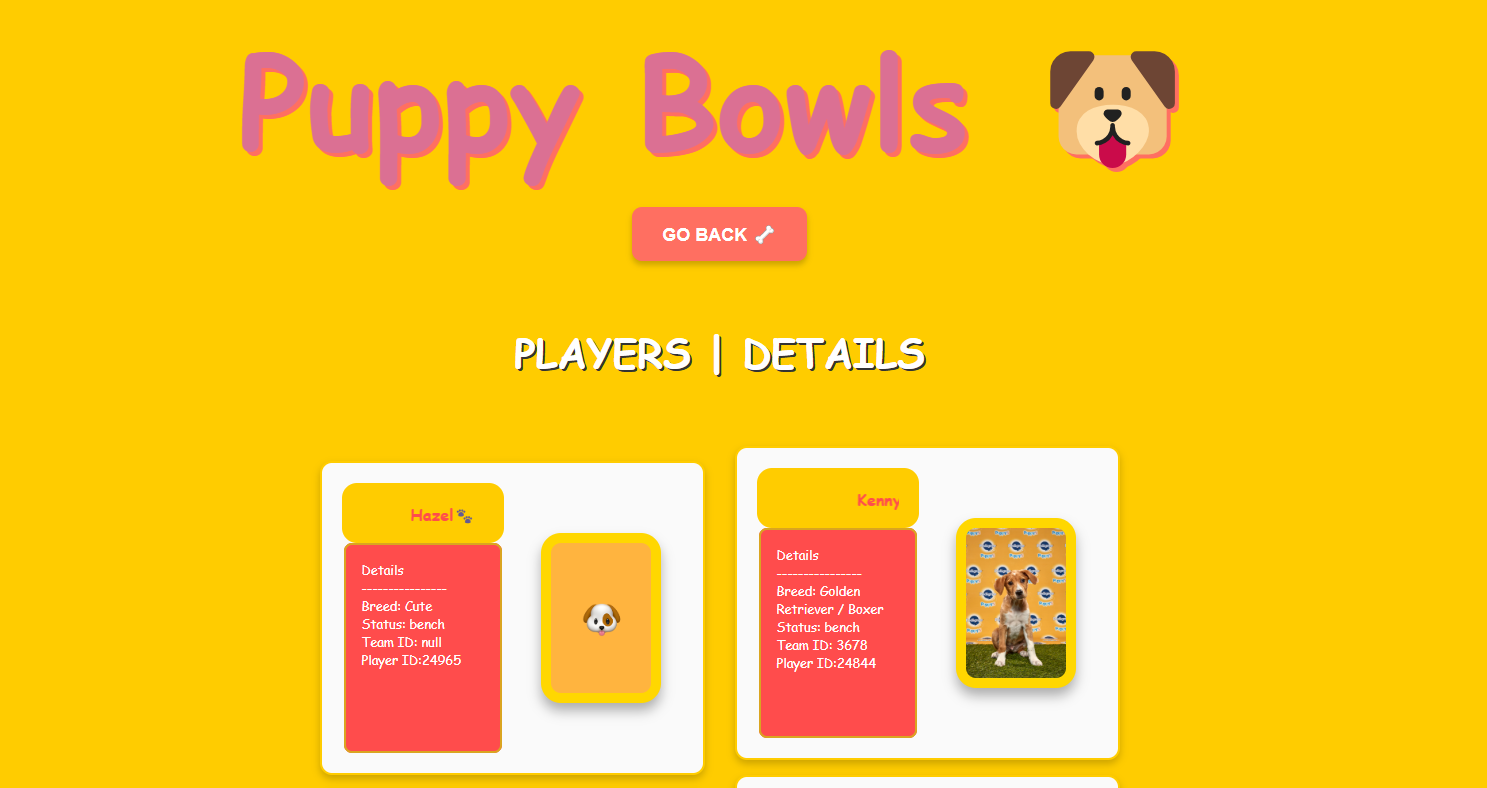 Puppy Bowls 🐶
GO BACK 🦴
PLAYERS | DETAILS
Hazel🐾
Details
----------------
Breed: Cute
Status: bench
Team ID: null
Player ID:24965
Kenny
Details
----------------
Breed: Golden
Retriever / Boxer
Status: bench
Team ID: 3678
Player ID:24844